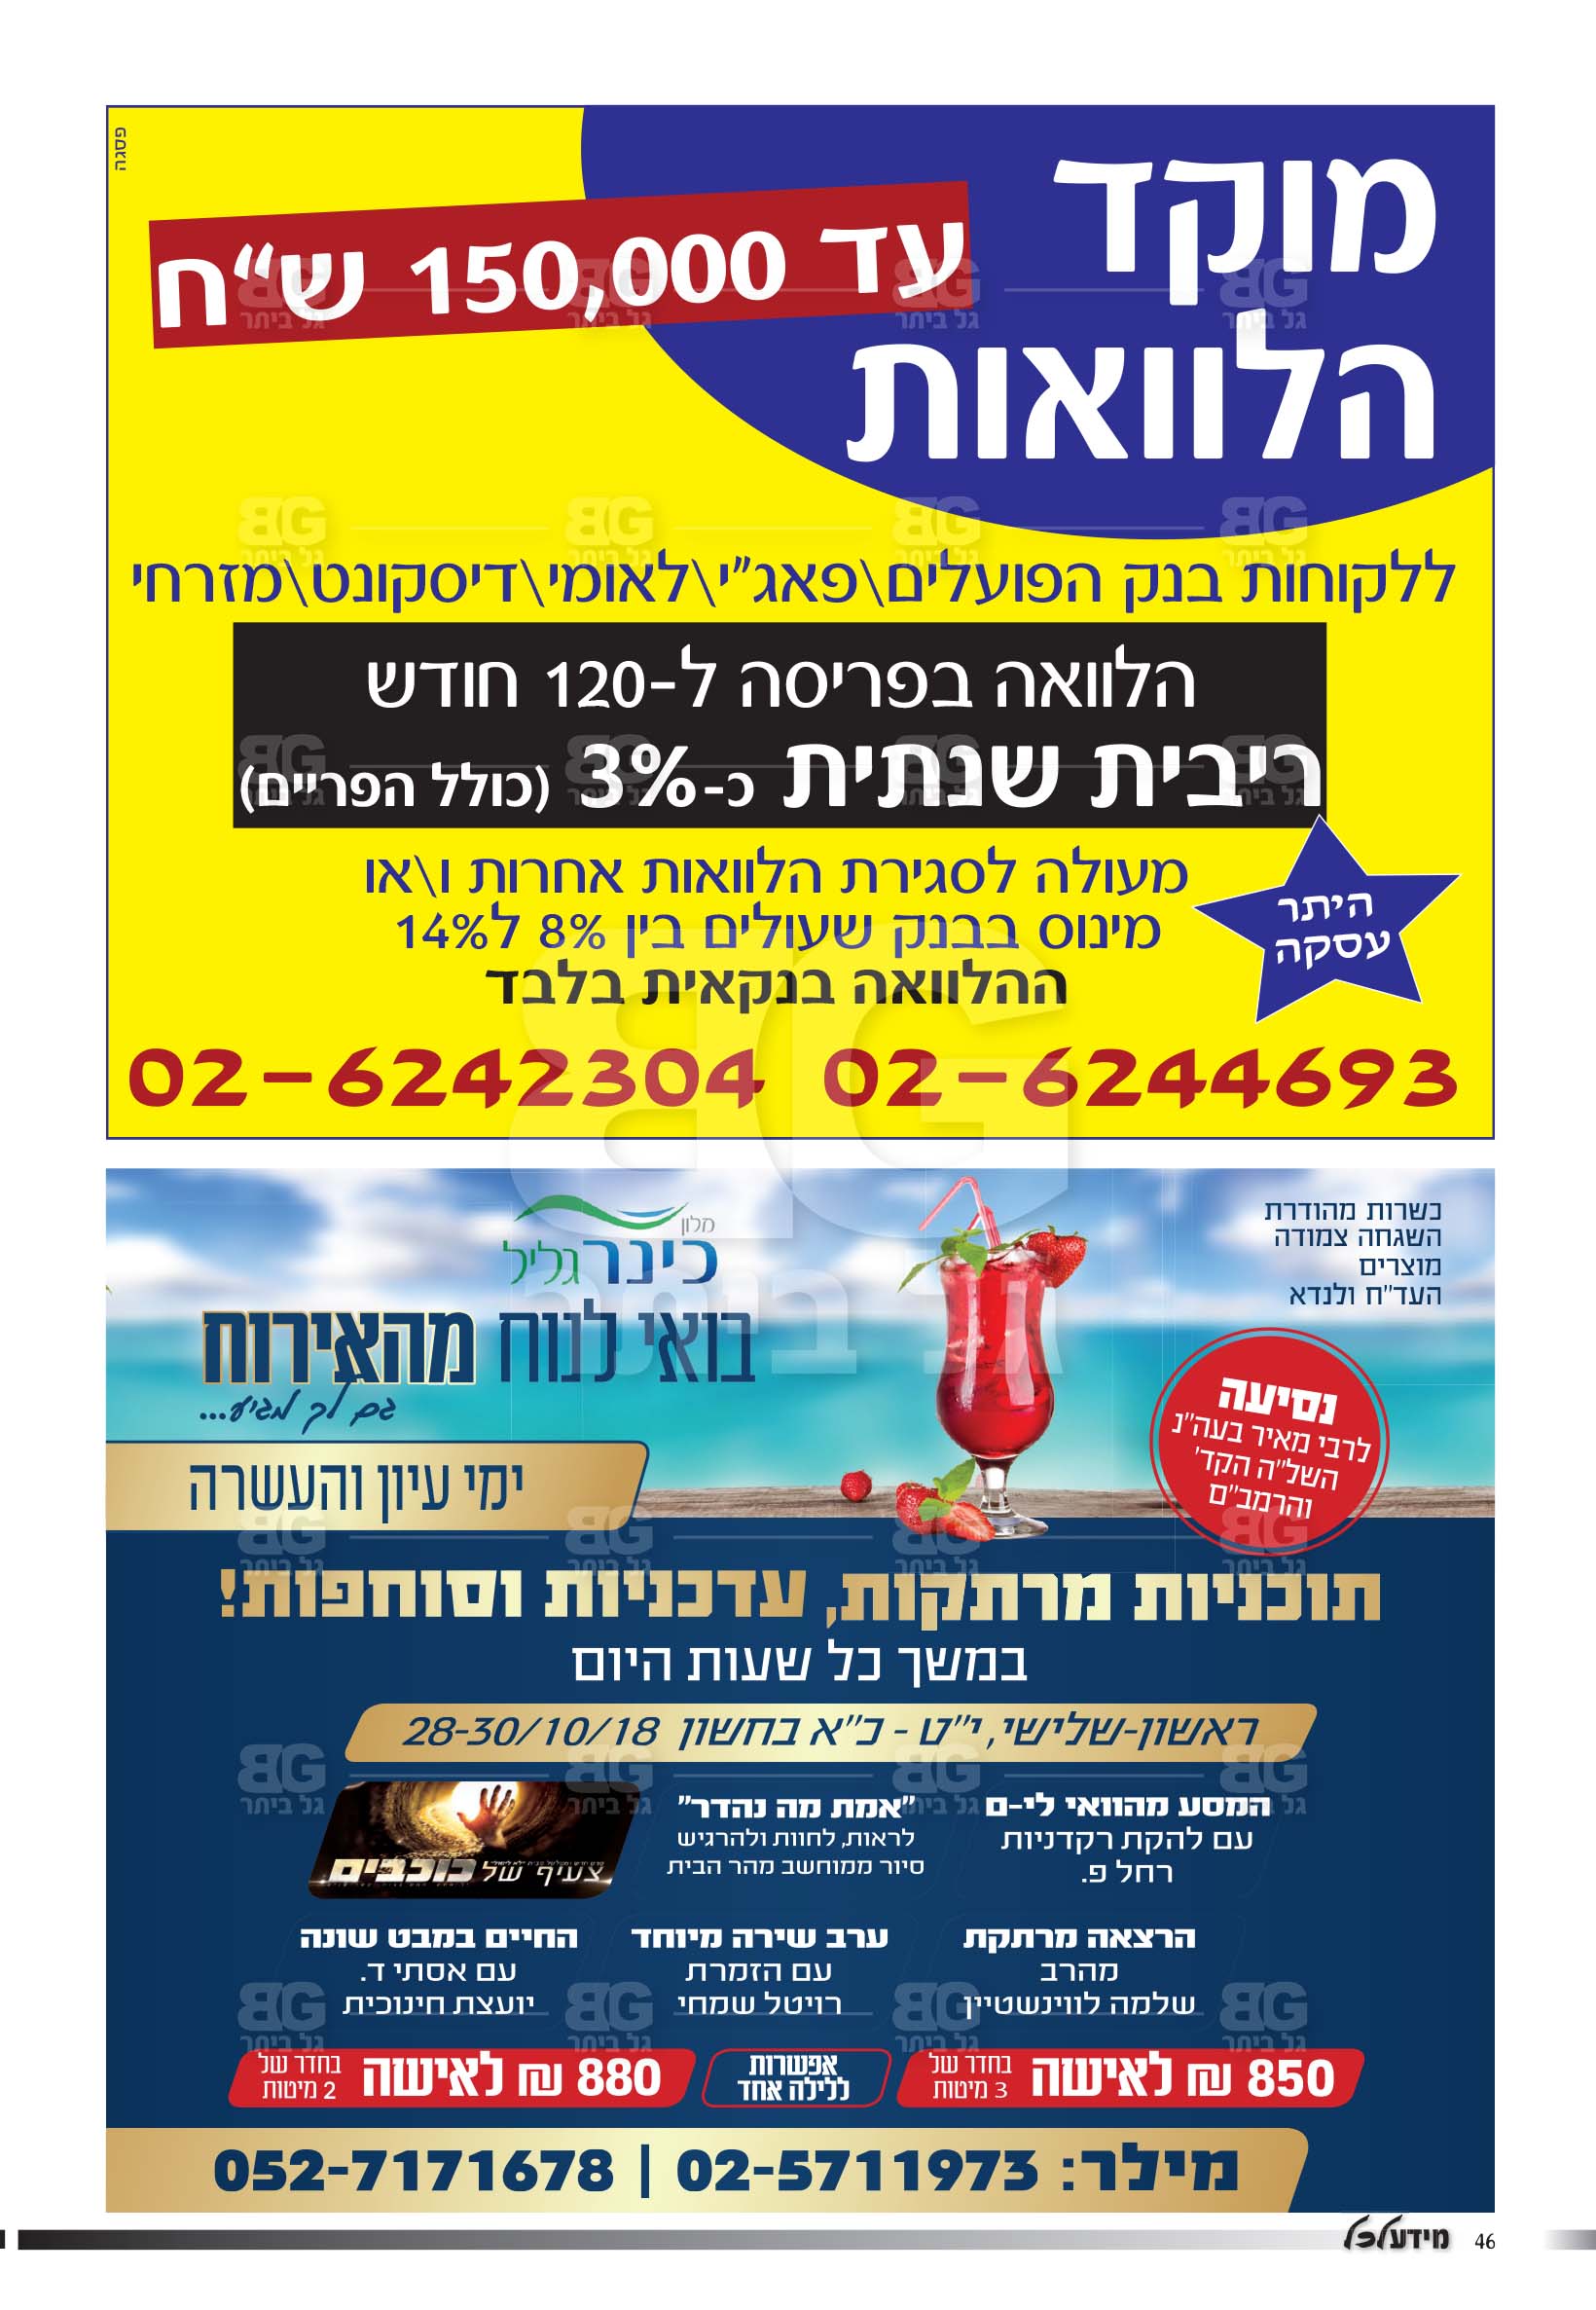 פסגה
מוקד
הלוואות
עד 150,000 ש"ח
ללקוחות בנק הפועלים\פאג"י\לאומי\דיסקונט\מזרחי
הלוואה בפריסה ל-120 חודש
ריבית שנתית כ-3% (כולל הפריים)
מעולה לסגירת הלוואות אחרות ו\או
מינוס בבנק שעולים בין 8% ל14%
ההלוואה בנקאית בלבד
היתר
עסקה
02-6242304 02-6244693
כשרות מהודרת
השגחה צמודה
מוצרים
העד"ח ולנדא
מלון
כינר גליל
בואי לנוח מהאירוח
גם לך מגיע...
ימי עיון והעשרה
נסיעה
לרבי מאיר בעה"נ
השל"ה הקד'
והרמב"ם
תוכניות מרתקות, עדכניות וסוחפות!
במשך כל שעות היום
ראשון-שלישי, י"ט - כ"א בחשון 28-30/10/18
המסע מהוואי לי-ם
עם להקת רקדניות
רחל פ.
"אמת מה נהדר"
לראות, לחוות ולהרגיש
סיור ממוחשב מהר הבית
צעיף של כוכבים
הרצאה מרתקת
מהרב
שלמה לווינשטיין
ערב שירה מיוחד
עם הזמרת
רויטל שמחי
החיים במבט שונה
עם אסתי ד.
יועצת חינוכית
850 ₪ לאישה בחדר של 3 מיטות
אפשרות
ללילה אחד
880 ₪ לאישה בחדר של 2 מיטות
מילר: 02-5711973 | 052-7171678
46 מידע לכל
BG
גל ביתר